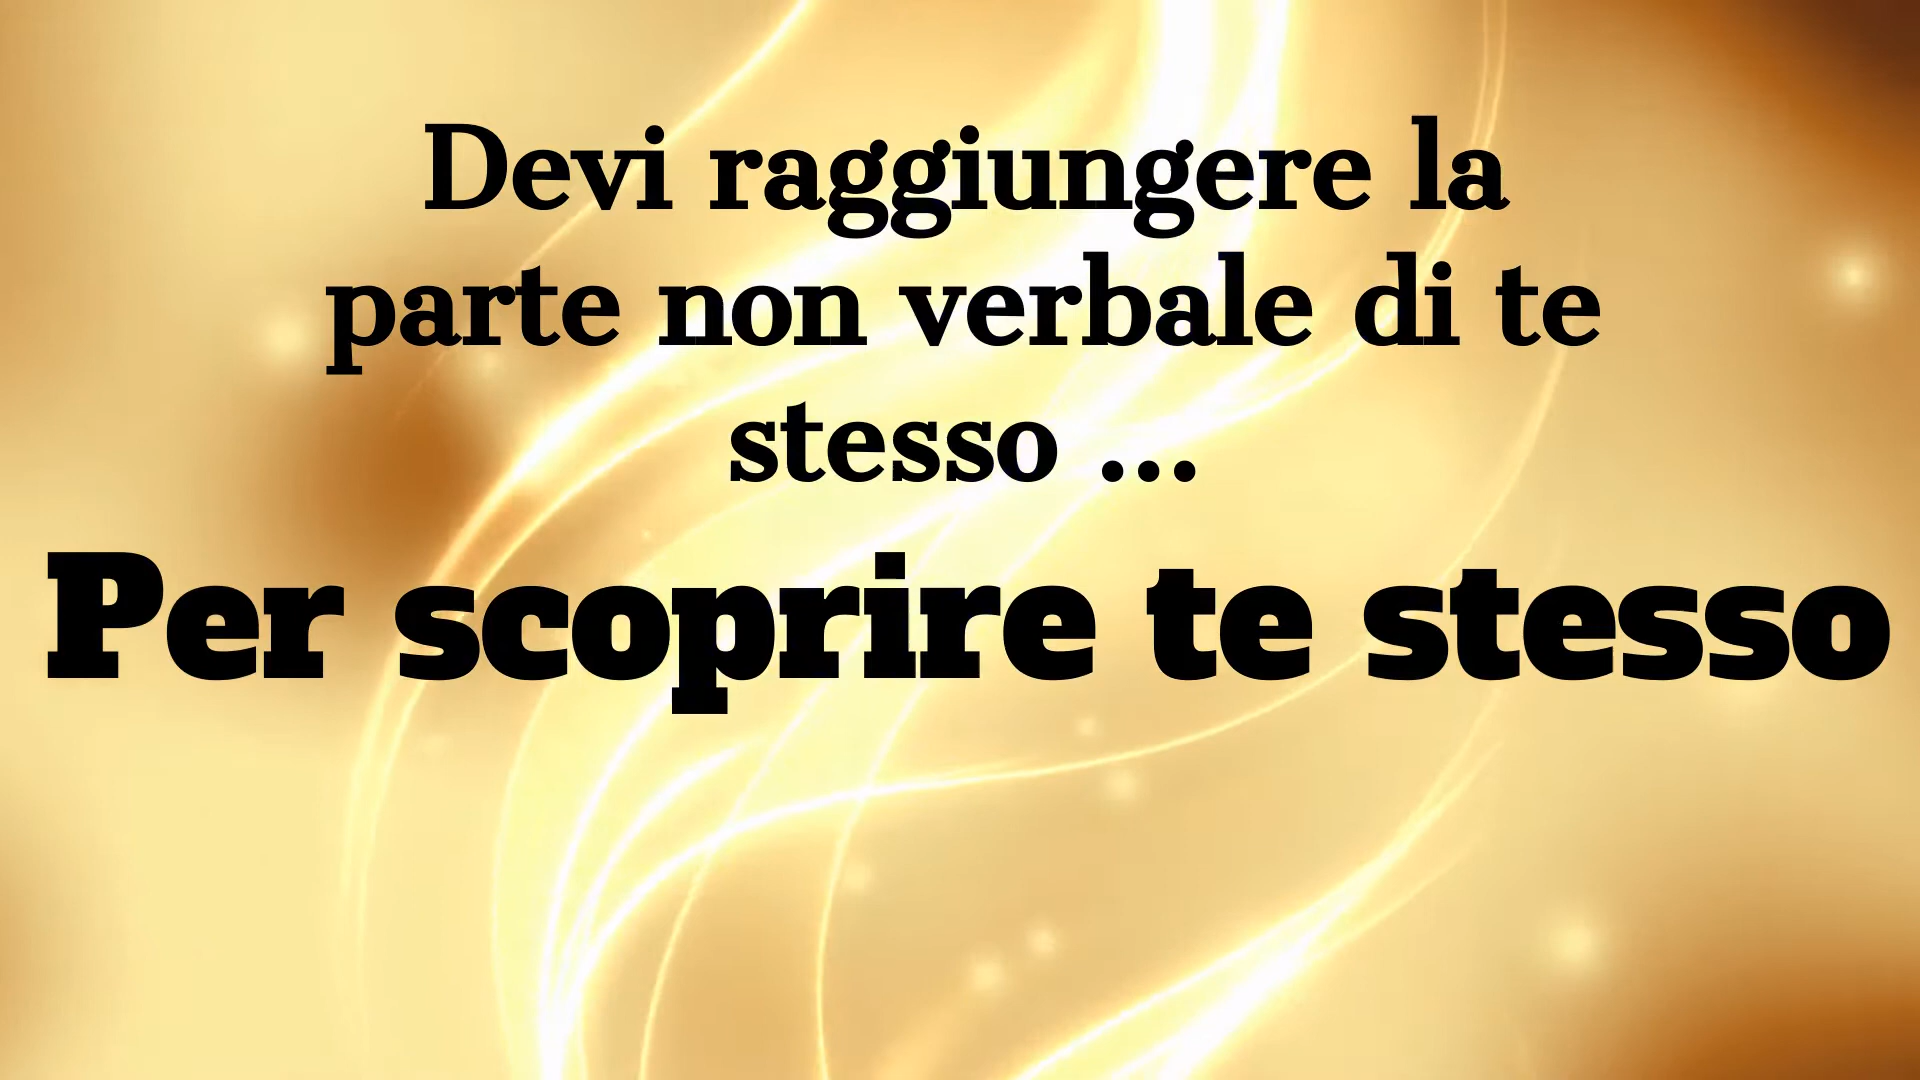 Devi raggiungere la
parte non verbale di te
stesso ...
Per scoprire te stesso